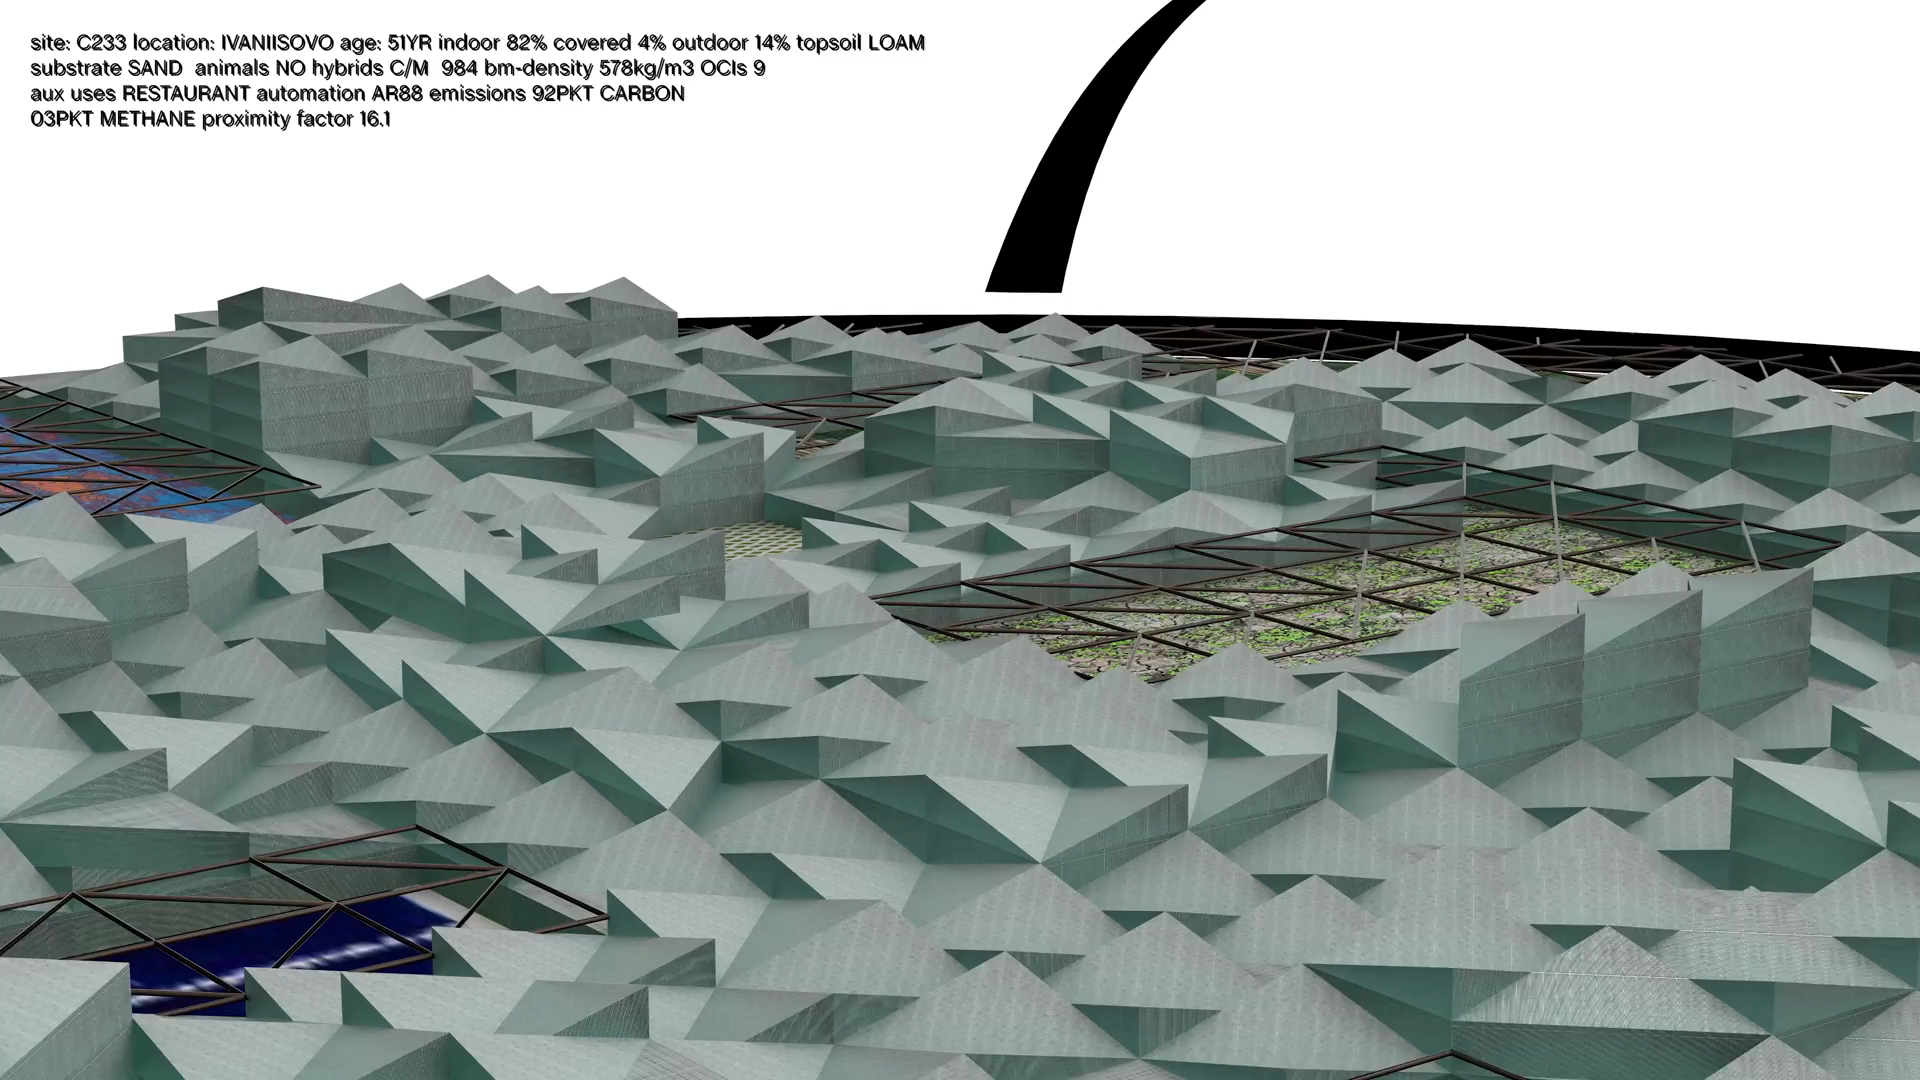 site: C233 location: IVANIISOVO age: 51YR indoor 82% covered 4% outdoor 14% topsoil LOAM
substrate SAND  animals NO hybrids C/M  984 bm-density 578kg/m3 OCIs 9
aux uses RESTAURANT automation AR88 emissions 92PKT CARBON
03PKT METHANE proximity factor 16.1